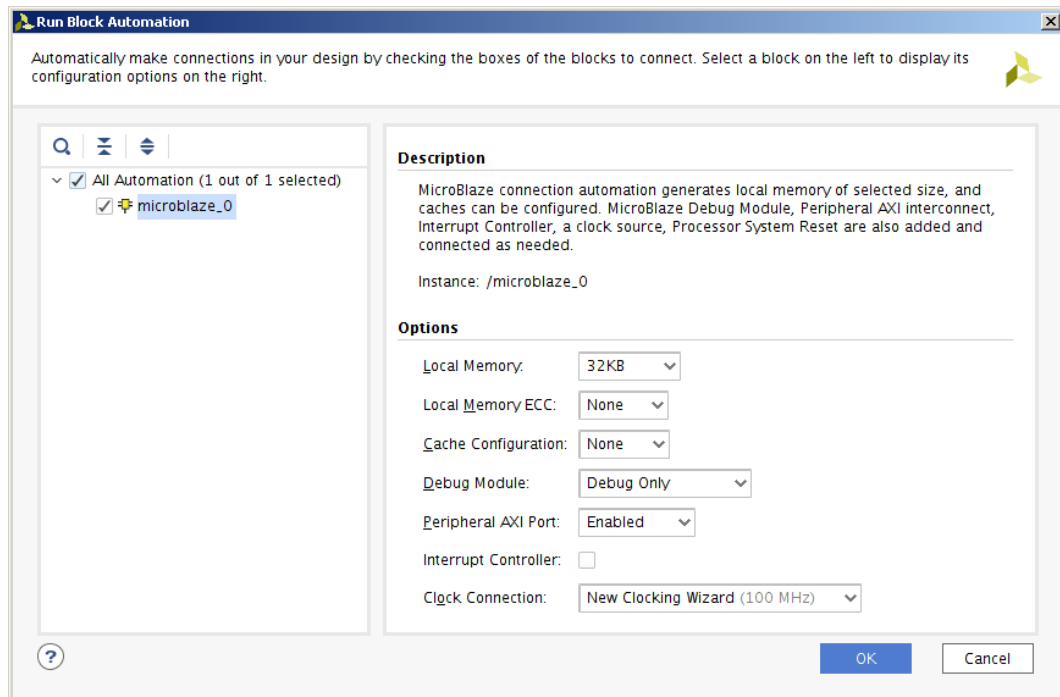 Run Block Automation
Automatically make connections in your design by checking the boxes of the blocks to connect. Select a block on the left to display its
configuration options on the right.
All Automation (1 out of 1 selected)
microblaze_0
Description
MicroBlaze connection automation generates local memory of selected size, and
caches can be configured. MicroBlaze Debug Module, Peripheral AXI interconnect,
Interrupt Controller, a clock source, Processor System Reset are also added and
connected as needed.
Instance: /microblaze_0
Options
Local Memory: 32KB
Local Memory ECC: None
Cache Configuration: None
Debug Module: Debug Only
Peripheral AXI Port: Enabled
Interrupt Controller:
Clock Connection: New Clocking Wizard (100 MHz)
? OK Cancel